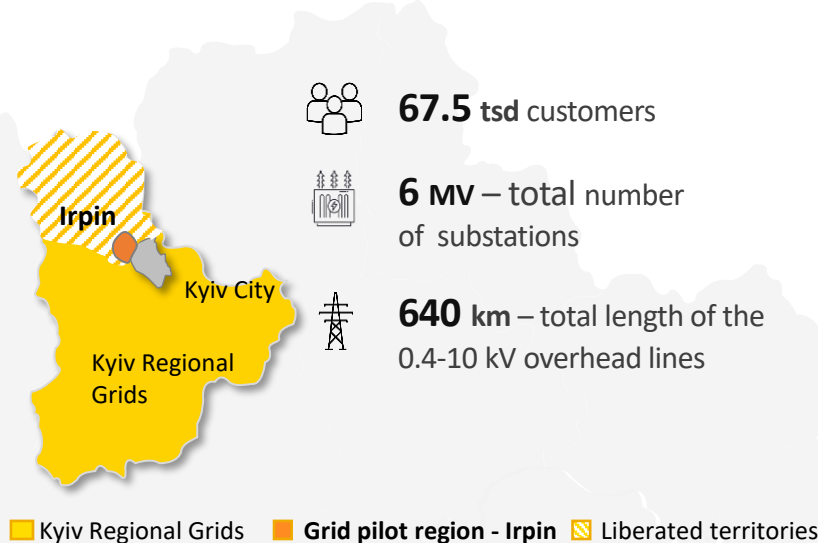 67.5 tsd customers
6 MV – total number
of substations
640 km – total length of the
0.4-10 kV overhead lines
Irpin
Kyiv City
Kyiv Regional
Grids
Kyiv Regional Grids
Grid pilot region - Irpin
Liberated territories